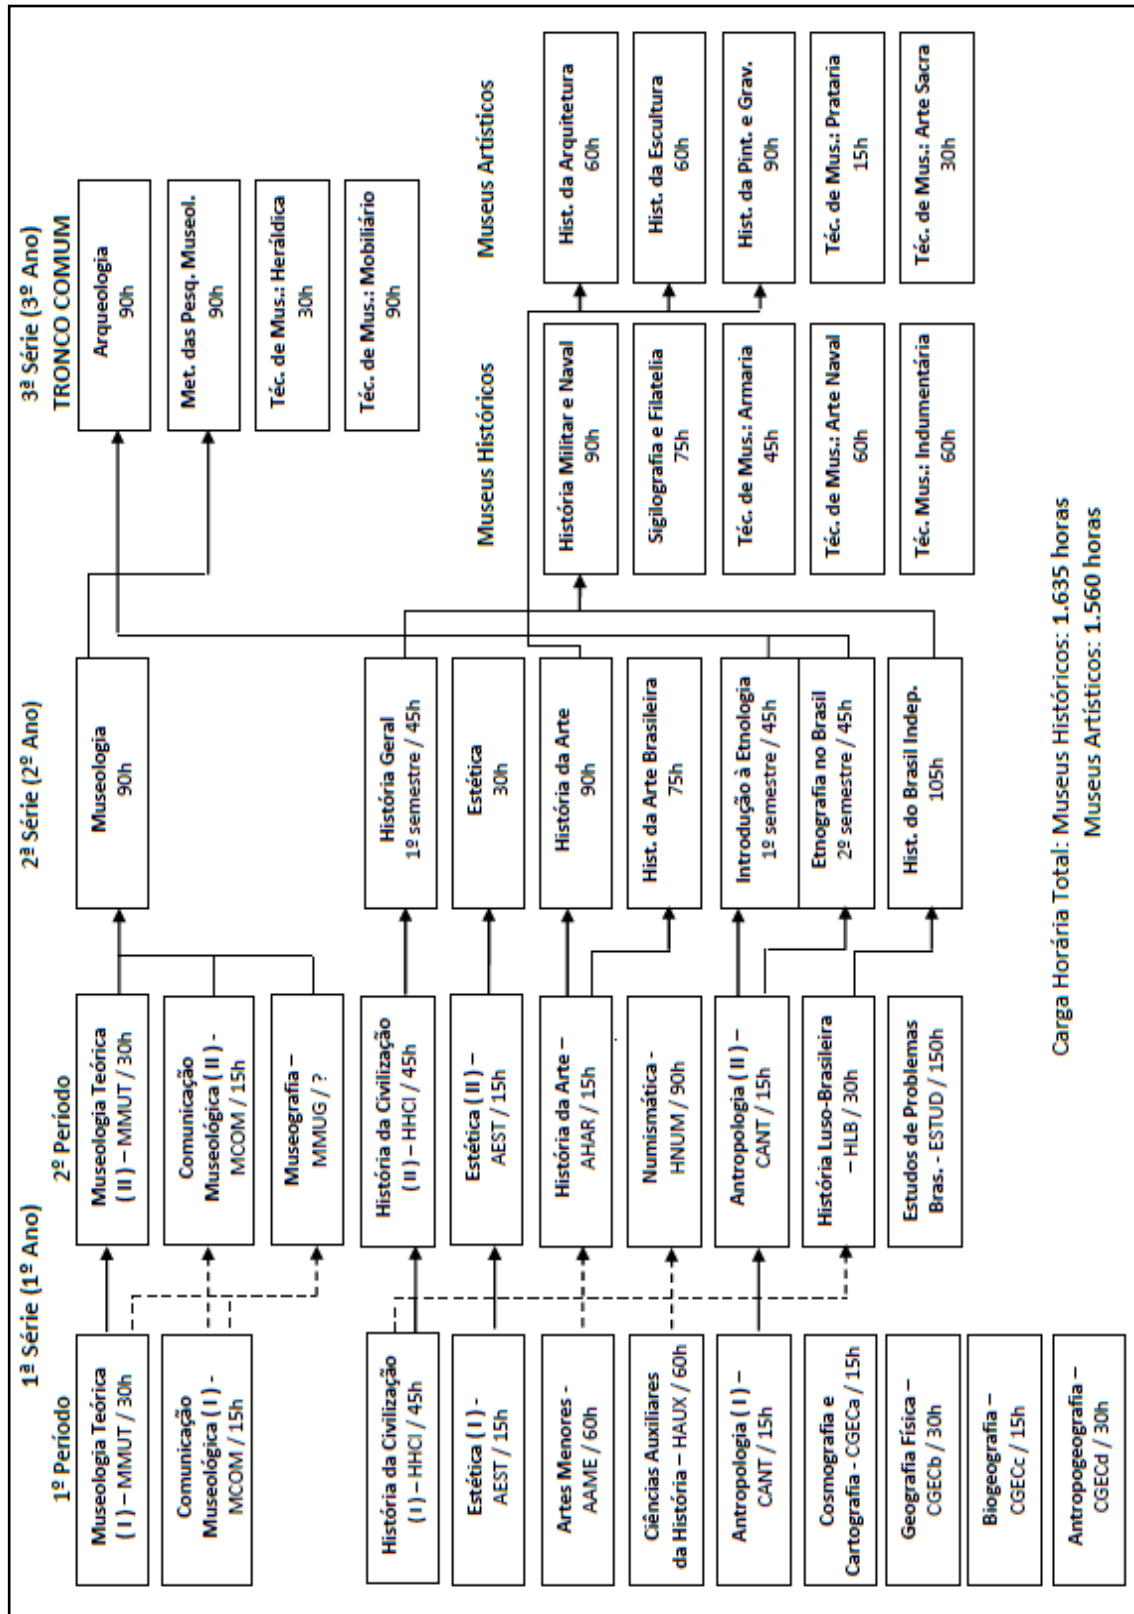 1ª Série (1º Ano)
1º Período
Museologia Teórica
( I ) – MMUT / 30h
Comunicação
Museológica ( I ) -
MCOM / 15h
História da Civilização
( I ) – HHCI / 45h
Estética ( I ) -
AEST / 15h
Artes Menores -
AAME / 60h
Ciências Auxiliares
da História – HAUX / 60h
Antropologia ( I ) –
CANT / 15h
Cosmografia e
Cartografia - CGECa / 15h
Geografia Física –
CGECb / 30h
Biogeografia –
CGECc / 15h
Antropogeografia –
CGECd / 30h
2º Período
Museologia Teórica
( II ) – MMUT / 30h
Comunicação
Museológica ( II ) -
MCOM / 15h
Museografia –
MMUG / ?
História da Civilização
( II ) – HHCI / 45h
Estética ( II ) –
AEST / 15h
História da Arte –
AHAR / 15h
Numismática -
HNUM / 90h
Antropologia ( II ) –
CANT / 15h
História Luso-Brasileira
– HLB / 30h
Estudos de Problemas
Bras. - ESTUD / 150h
2ª Série (2º Ano)
Museologia
90h
História Geral
1º semestre / 45h
Estética
30h
História da Arte
90h
Hist. da Arte Brasileira
75h
Introdução à Etnologia
1º semestre / 45h
Etnografia no Brasil
2º semestre / 45h
Hist. do Brasil Indep.
105h
3ª Série (3º Ano)
TRONCO COMUM
Arqueologia
90h
Met. das Pesq. Museol.
90h
Téc. de Mus.: Heráldica
30h
Téc. de Mus.: Mobiliário
90h
Museus Históricos
História Militar e Naval
90h
Sigilografia e Filatelia
75h
Téc. de Mus.: Armaria
45h
Téc. de Mus.: Arte Naval
60h
Téc. Mus.: Indumentária
60h
Museus Artísticos
Hist. da Arquitetura
60h
Hist. da Escultura
60h
Hist. da Pint. e Grav.
90h
Téc. de Mus.: Prataria
15h
Téc. de Mus.: Arte Sacra
30h
Carga Horária Total: Museus Históricos: 1.635 horas
Museus Artísticos: 1.560 horas